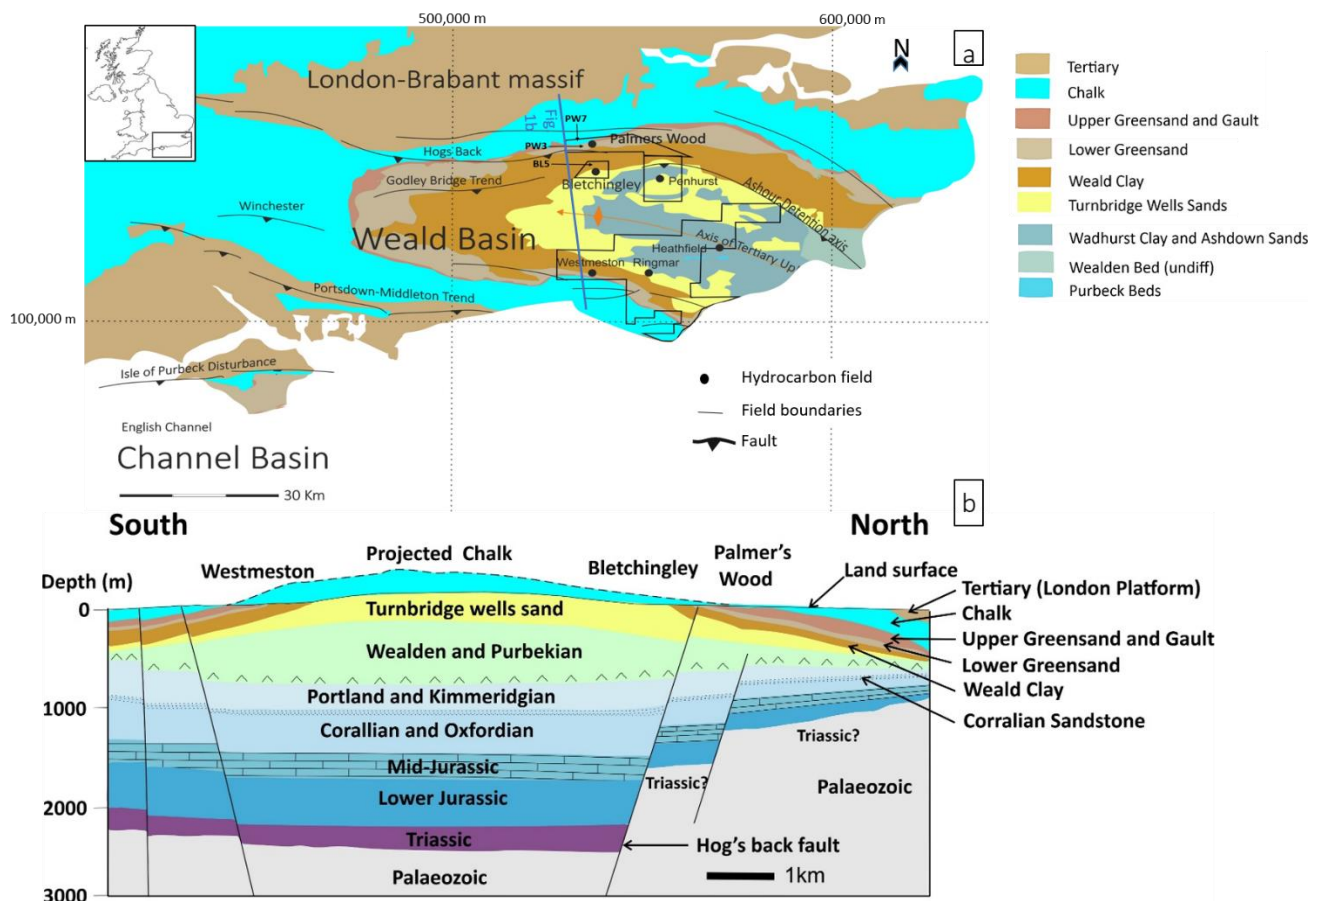 500,000 m
600,000 m
N
a
London-Brabant massif
Fig
1b
PW7
Palmers Wood
PW3
Hogs Back
BL5
Godley Bridge Trend
Bletchingley
Penhurst
Ashour Detention axis
Winchester
Weald Basin
Axis of Tertiary Up
Heathfield
Westmeston
Ringmar
Portsdown-Middleton Trend
100,000 m
Isle of Purbeck Disturbance
English Channel
Channel Basin
30 Km
Hydrocarbon field
Field boundaries
Fault
Tertiary
Chalk
Upper Greensand and Gault
Lower Greensand
Weald Clay
Turnbridge Wells Sands
Wadhurst Clay and Ashdown Sands
Wealden Bed (undiff)
Purbeck Beds
b
South
North
Depth (m)
Westmeston
Projected Chalk
Bletchingley
Palmer's
Wood
Land surface
Tertiary (London Platform)
Chalk
Upper Greensand and Gault
Lower Greensand
Weald Clay
Corralian Sandstone
0
1000
2000
3000
Turnbridge wells sand
Wealden and Purbekian
Portland and Kimmeridgian
Corallian and Oxfordian
Mid-Jurassic
Lower Jurassic
Triassic
Palaeozoic
Triassic?
Triassic?
Palaeozoic
Hog's back fault
1km